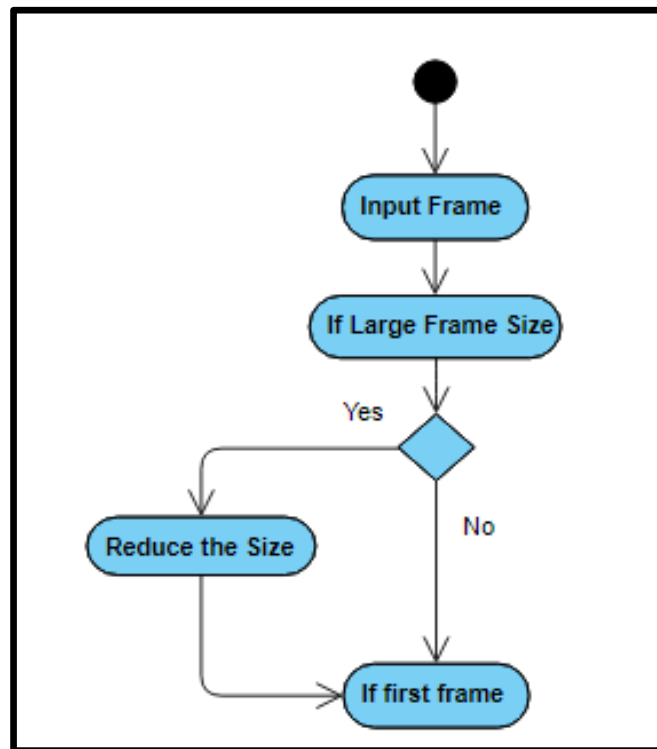 Input Frame
If Large Frame Size
Yes
No
Reduce the Size
If first frame